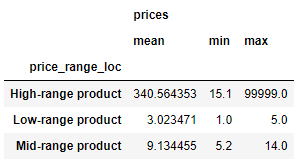 prices
mean min max
price_range_loc
High-range product 340.564353 15.1 99999.0
Low-range product 3.023471 1.0 5.0
Mid-range product 9.134455 5.2 14.0